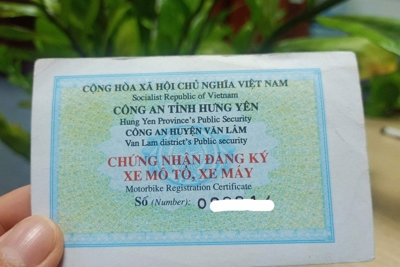 CỘNG HÒA XÃ HỘI CHỦ NGHĨA VIỆT NAM
Socialist Republic of Vietnam
CÔNG AN TỈNH HƯNG YÊN
Hung Yen Province's Public Security
CÔNG AN HUYỆN VĂN LÂM
Van Lam district's Public security
CHỨNG NHẬN ĐĂNG KÝ
XE MÔ TÔ, XE MÁY
Motorbike Registration Certificate
Số (Number):